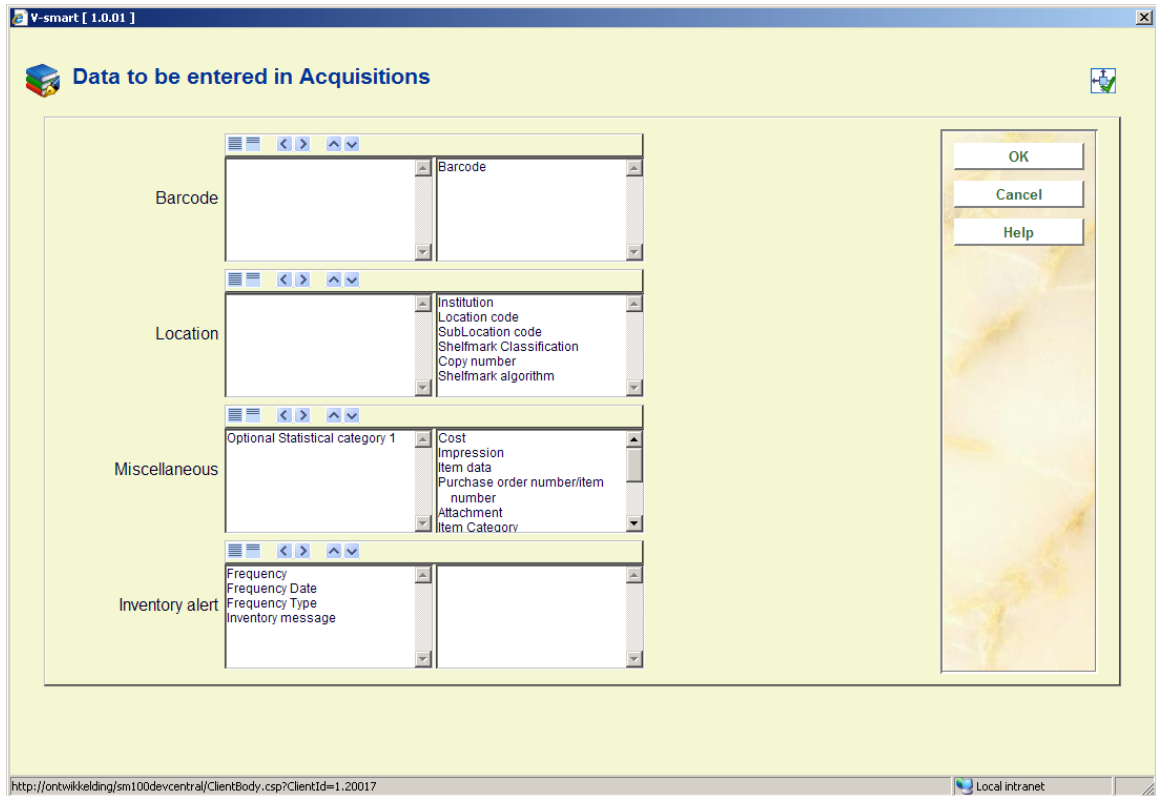 V-smart [ 1.0.01 ]
Data to be entered in Acquisitions
Barcode
Barcode
Location
Institution
Location code
SubLocation code
Shelfmark Classification
Copy number
Shelfmark algorithm
Miscellaneous
Optional Statistical category 1
Cost
Impression
Item data
Purchase order number/item
number
Attachment
Item Category
Inventory alert
Frequency
Frequency Date
Frequency Type
Inventory message
OK
Cancel
Help
http://ontwikkelding/sm100devcentral/ClientBody.csp?ClientId=1.20017
Local intranet